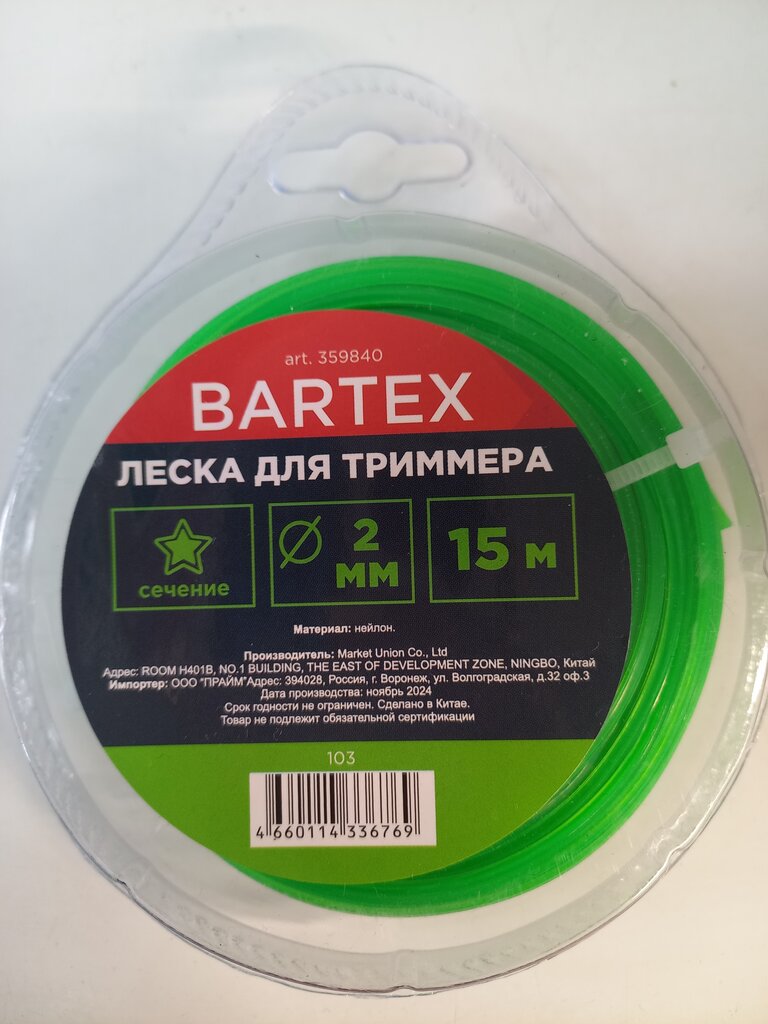 art. 359840
BARTEX
ЛЕСКА ДЛЯ ТРИММЕРА
сечение
2
мм
15 м
Материал: нейлон.
Производитель: Market Union Co., Ltd
Адрес: ROOM H401B, NO.1 BUILDING, THE EAST OF DEVELOPMENT ZONE, NINGBO, Китай
Импортер: ООО "ПРАЙМ"Адрес: 394028, Россия, г. Воронеж, ул. Волгоградская, д.32 оф.3
Дата производства: ноябрь 2024
Срок годности не ограничен. Сделано в Китае.
Товар не подлежит обязательной сертификации
103
4 660114 336769